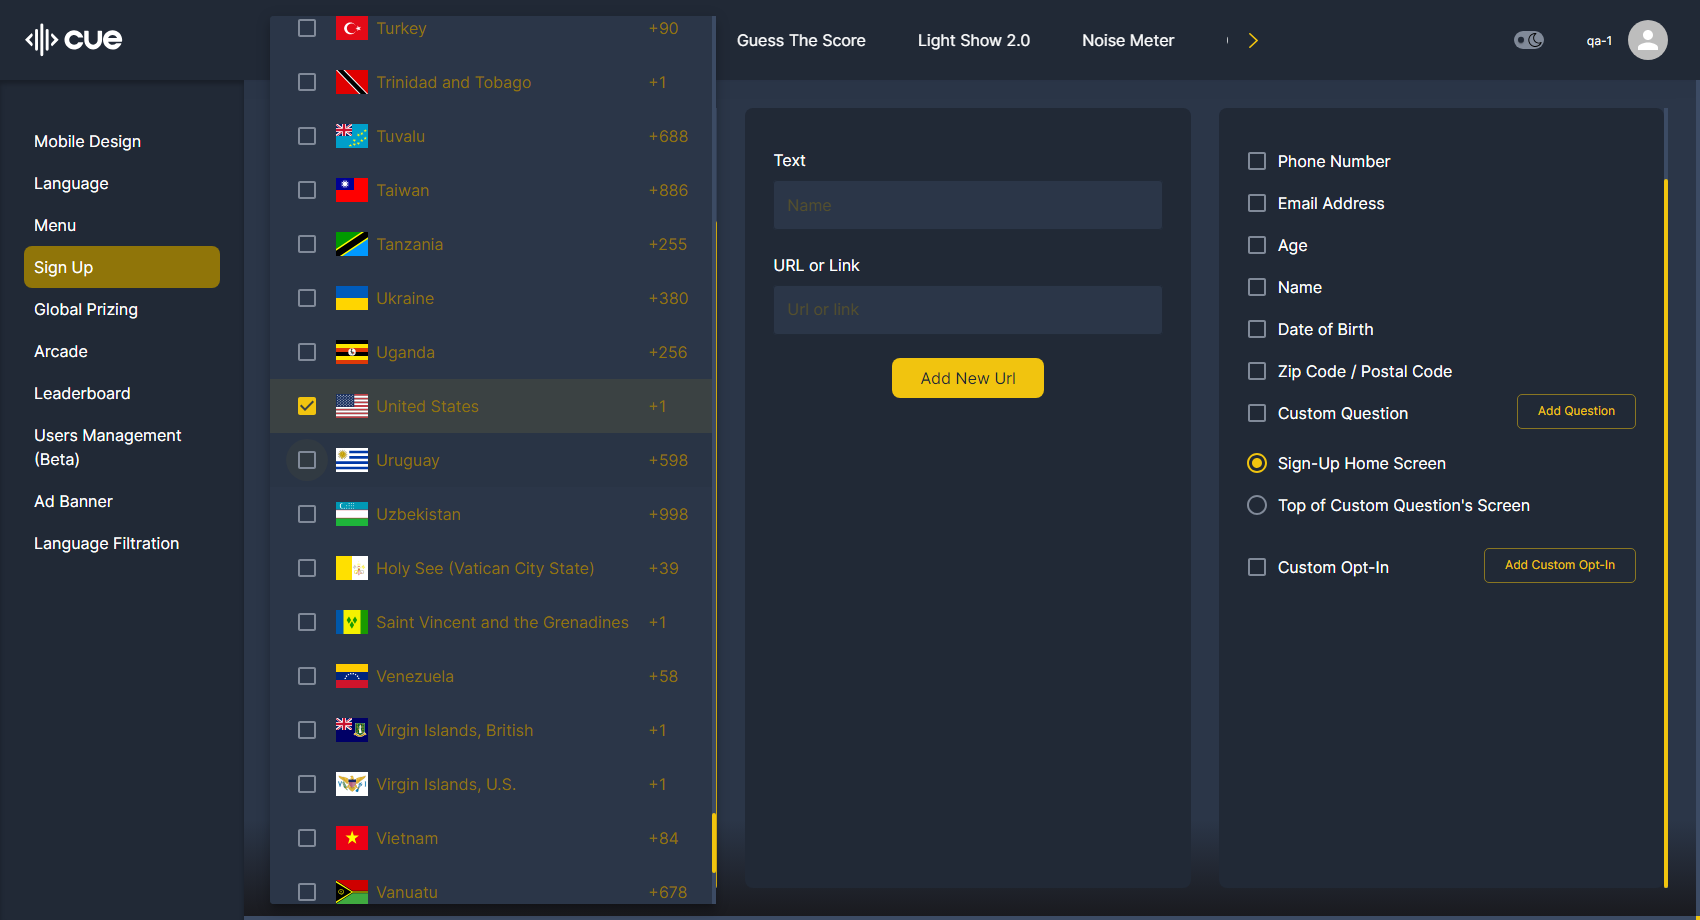 cue
Guess The Score
Light Show 2.0
Noise Meter
qa-1
Mobile Design
Language
Menu
Sign Up
Global Prizing
Arcade
Leaderboard
Users Management
(Beta)
Ad Banner
Language Filtration
Turkey +90
Trinidad and Tobago +1
Tuvalu +688
Taiwan +886
Tanzania +255
Ukraine +380
Uganda +256
United States +1
Uruguay +598
Uzbekistan +998
Holy See (Vatican City State) +39
Saint Vincent and the Grenadines +1
Venezuela +58
Virgin Islands, British +1
Virgin Islands, U.S. +1
Vietnam +84
Vanuatu +678
Text
Name
URL or Link
Url or link
Add New Url
Phone Number
Email Address
Age
Name
Date of Birth
Zip Code / Postal Code
Custom Question
Add Question
Sign-Up Home Screen
Top of Custom Question's Screen
Custom Opt-In
Add Custom Opt-In